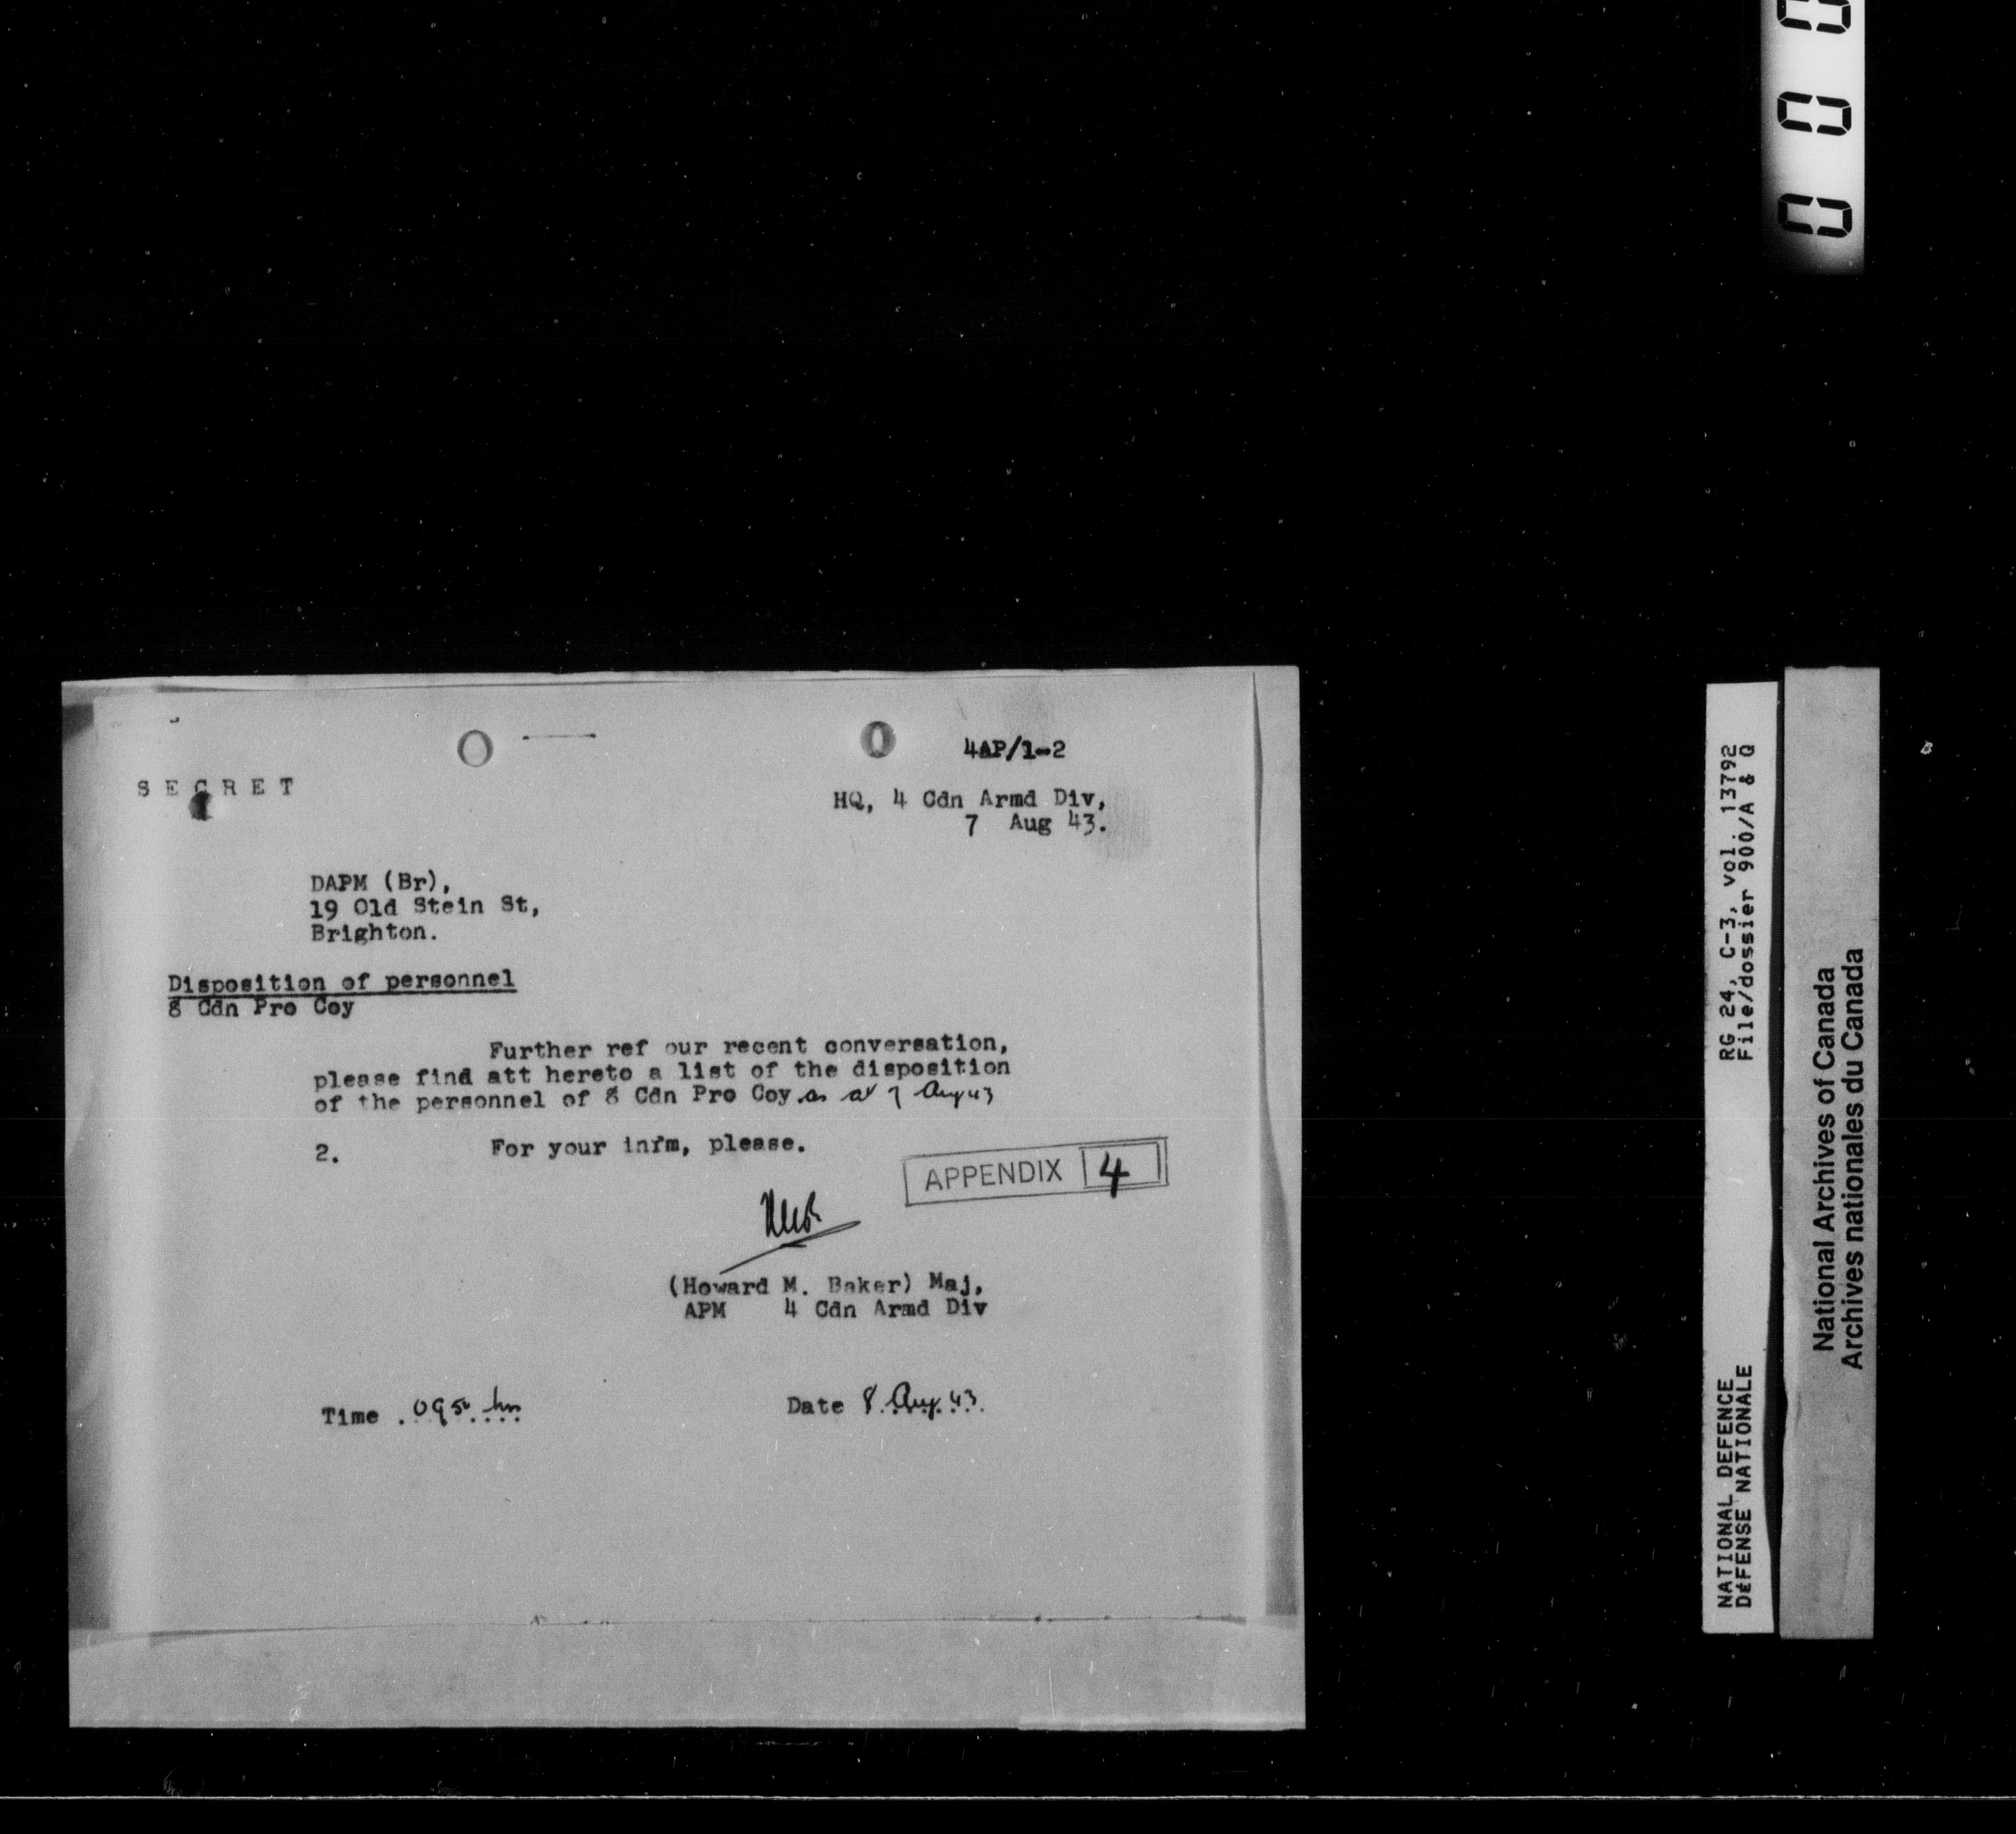 000
4AP/1-2
SECRET
HQ, 4 Cdn Armd Div,
7 Aug 43.
DAPM (Br),
19 Old Stein St,
Brighton.
Disposition of personnel
8 Cdn Pro Coy
Further ref our recent conversation,
please find att hereto a list of the disposition
of the personnel of 8 Cdn Pro Coy as at 7 Aug 43
2. For your infm, please.
APPENDIX 4
(Howard M. Baker) Maj,
APM 4 Cdn Armd Div
Time .0950 hrs
Date 8 Aug 43
NATIONAL DEFENCE RG 24, C-3, vol. 13792
DÉFENSE NATIONALE File/dossier 900/A & Q
National Archives of Canada
Archives nationales du Canada